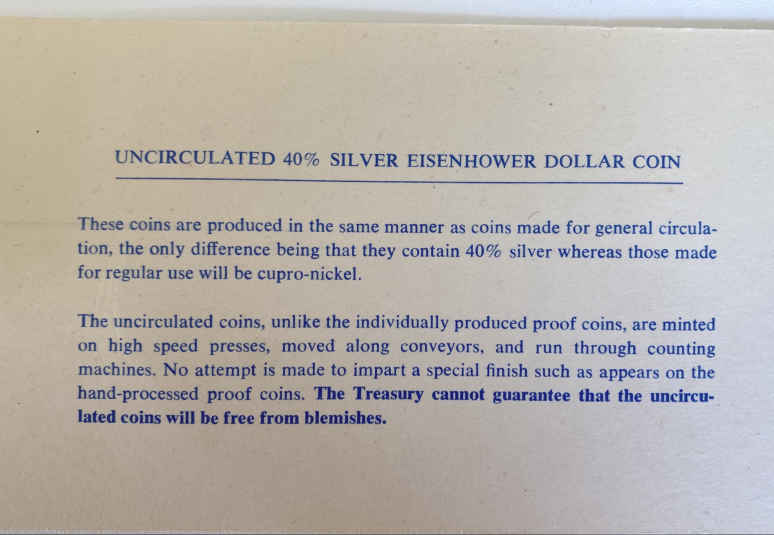 UNCIRCULATED 40% SILVER EISENHOWER DOLLAR COIN
These coins are produced in the same manner as coins made for general circula-
tion, the only difference being that they contain 40% silver whereas those made
for regular use will be cupro-nickel.
The uncirculated coins, unlike the individually produced proof coins, are minted
on high speed presses, moved along conveyors, and run through counting
machines. No attempt is made to impart a special finish such as appears on the
hand-processed proof coins. The Treasury cannot guarantee that the uncircu-
lated coins will be free from blemishes.